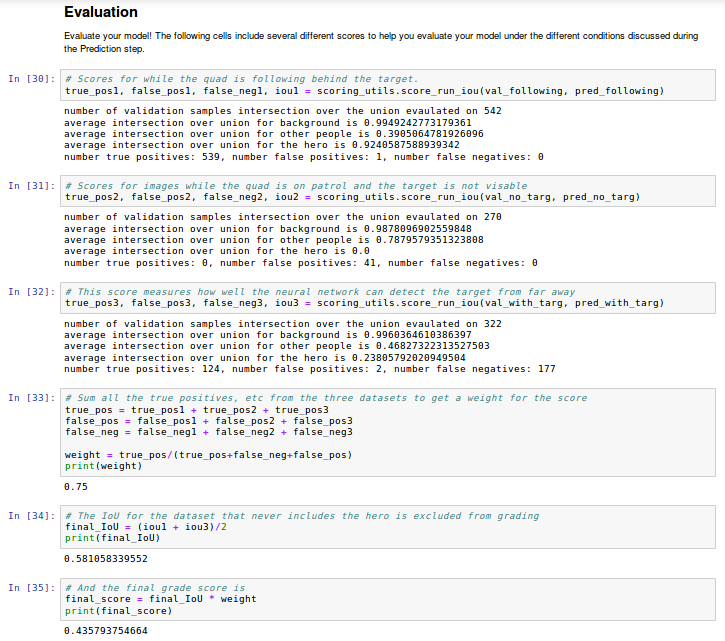 Evaluation
Evaluate your model! The following cells include several different scores to help you evaluate your model under the different conditions discussed during
the Prediction step.
In [30]: # Scores for while the quad is following behind the target.
true_pos1, false_pos1, false_neg1, iou1 = scoring_utils.score_run_iou(val_following, pred_following)
number of validation samples intersection over the union evaulated on 542
average intersection over union for background is 0.9949242773179361
average intersection over union for other people is 0.3905064781926096
average intersection over union for the hero is 0.9240587588939342
number true positives: 539, number false positives: 1, number false negatives: 0
In [31]: # Scores for images while the quad is on patrol and the target is not visable
true_pos2, false_pos2, false_neg2, iou2 = scoring_utils.score_run_iou(val_no_targ, pred_no_targ)
number of validation samples intersection over the union evaulated on 270
average intersection over union for background is 0.9878096902559848
average intersection over union for other people is 0.7879579351323808
average intersection over union for the hero is 0.0
number true positives: 0, number false positives: 41, number false negatives: 0
In [32]: # This score measures how well the neural network can detect the target from far away
true_pos3, false_pos3, false_neg3, iou3 = scoring_utils.score_run_iou(val_with_targ, pred_with_targ)
number of validation samples intersection over the union evaulated on 322
average intersection over union for background is 0.9960364610386397
average intersection over union for other people is 0.46827322313527503
average intersection over union for the hero is 0.23805792020949504
number true positives: 124, number false positives: 2, number false negatives: 177
In [33]: # Sum all the true positives, etc from the three datasets to get a weight for the score
true_pos = true_pos1 + true_pos2 + true_pos3
false_pos = false_pos1 + false_pos2 + false_pos3
false_neg = false_neg1 + false_neg2 + false_neg3
weight = true_pos/(true_pos+false_neg+false_pos)
print(weight)
0.75
In [34]: # The IoU for the dataset that never includes the hero is excluded from grading
final_IoU = (iou1 + iou3)/2
print(final_IoU)
0.581058339552
In [35]: # And the final grade score is
final_score = final_IoU * weight
print(final_score)
0.435793754664